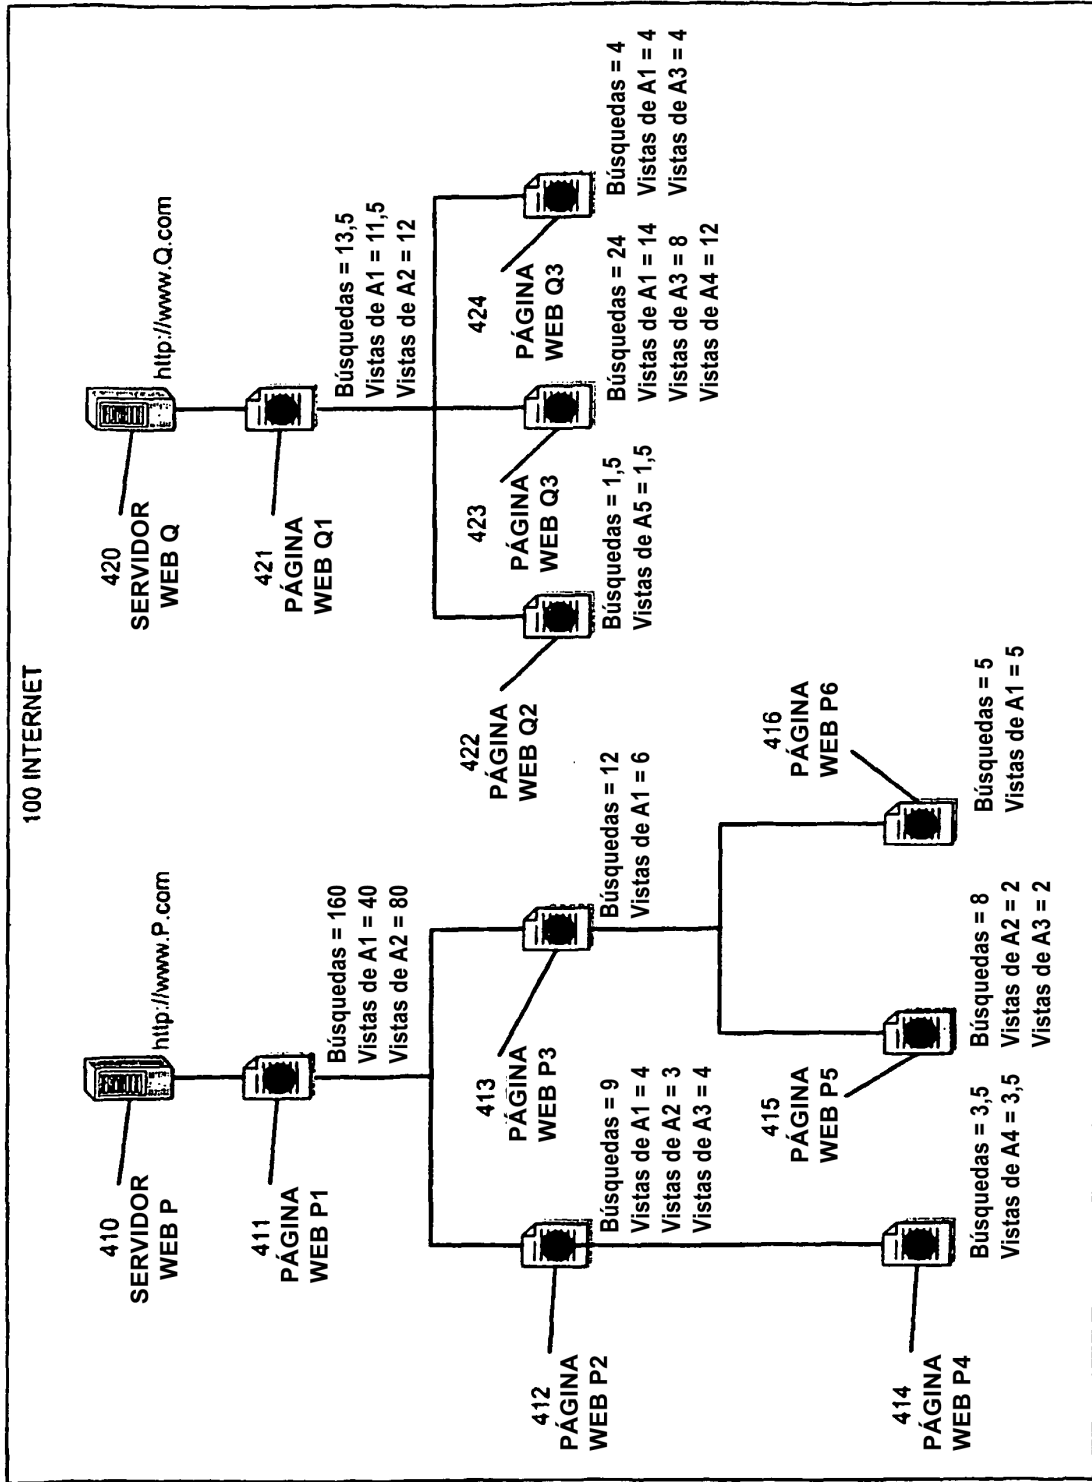 100 INTERNET
410
SERVIDOR
WEB P
http://www.P.com
411
PÁGINA
WEB P1
Búsquedas = 160
Vistas de A1 = 40
Vistas de A2 = 80
412
PÁGINA
WEB P2
Búsquedas = 9
Vistas de A1 = 4
Vistas de A2 = 3
Vistas de A3 = 4
413
PÁGINA
WEB P3
Búsquedas = 12
Vistas de A1 = 6
414
PÁGINA
WEB P4
Búsquedas = 3,5
Vistas de A4 = 3,5
415
PÁGINA
WEB P5
Búsquedas = 8
Vistas de A2 = 2
Vistas de A3 = 2
416
PÁGINA
WEB P6
Búsquedas = 5
Vistas de A1 = 5
420
SERVIDOR
WEB Q
http://www.Q.com
421
PÁGINA
WEB Q1
Búsquedas = 13,5
Vistas de A1 = 11,5
Vistas de A2 = 12
422
PÁGINA
WEB Q2
Búsquedas = 1,5
Vistas de A5 = 1,5
423
PÁGINA
WEB Q3
Búsquedas = 24
Vistas de A1 = 14
Vistas de A3 = 8
Vistas de A4 = 12
424
PÁGINA
WEB Q3
Búsquedas = 4
Vistas de A1 = 4
Vistas de A3 = 4